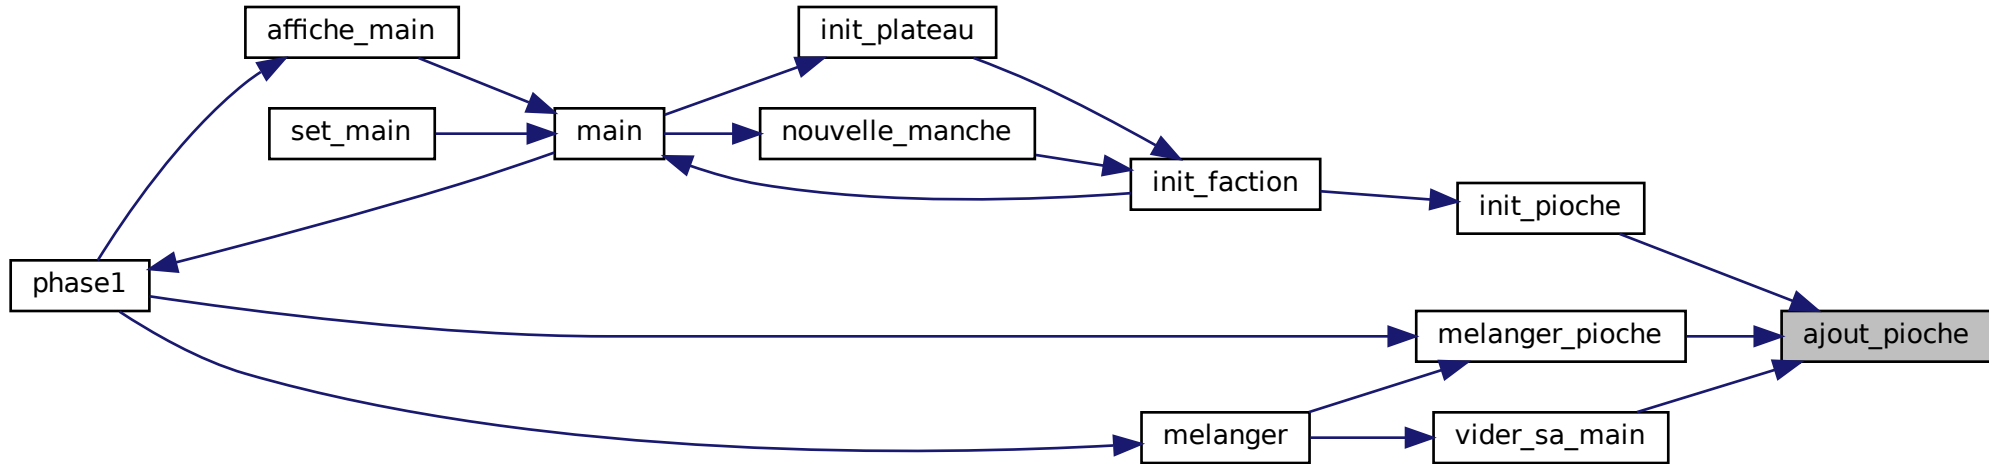 affiche_main
init_plateau
set_main
main
nouvelle_manche
init_faction
init_pioche
phase1
melanger_pioche
ajout_pioche
melanger
vider_sa_main